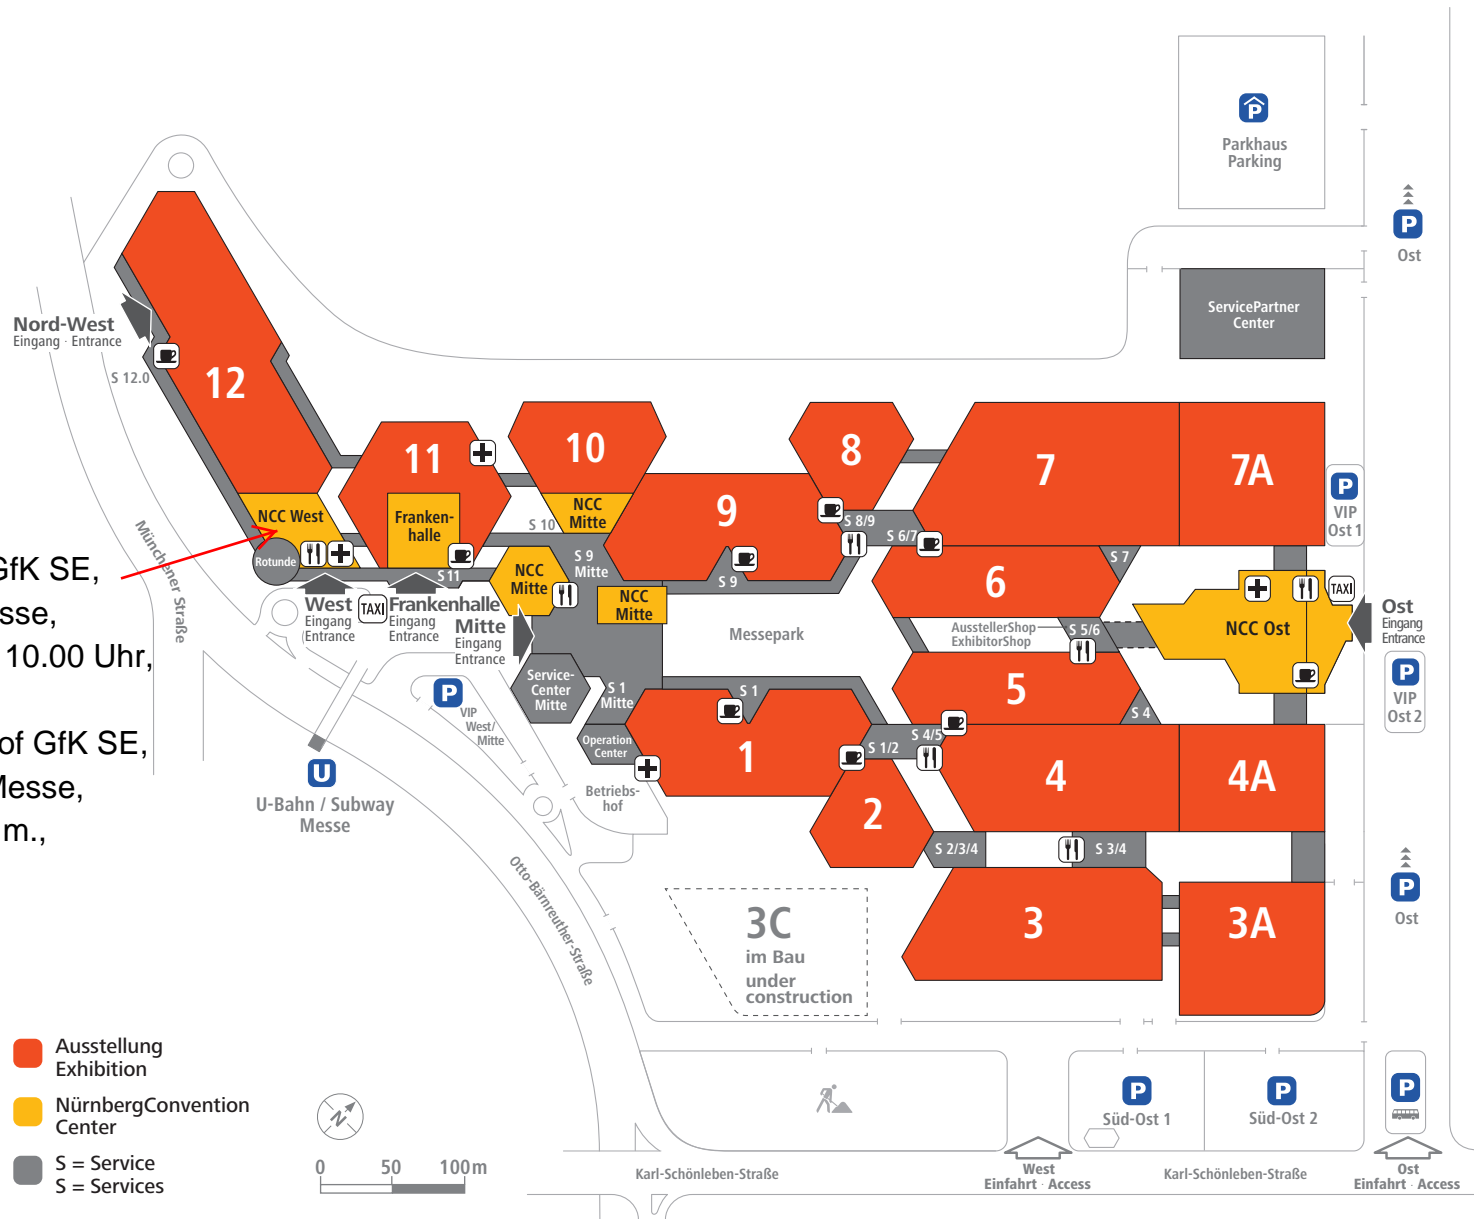 Parkhaus
Parking
Ost
ServicePartner
Center
Nord-West
Eingang · Entrance
S 12.0
12
11
10
8
7
7A
9
NCC West
Franken-
halle
NCC
Mitte
S 10
S 8/9
S 6/7
P
VIP
Ost 1
Münchener Straße
Rotunde
S11
S 9
Mitte
S 9
S 7
6
NCC
Mitte
NCC
Mitte
GfK SE,
sse,
10.00 Uhr,
of GfK SE,
Messe,
m.,
West
Eingang
Entrance
TAXI
Frankenhalle
Eingang
Entrance
Mitte
Eingang
Entrance
Messepark
AusstellerShop
ExhibitorShop
S 5/6
NCC Ost
TAXI
Ost
Eingang
Entrance
P
VIP
Ost 2
Service-
Center
Mitte
S 1
Mitte
S 1
5
S 4
P
VIP
West/
Mitte
Operation
Center
1
S 1/2
S 4/5
4
4A
U
U-Bahn / Subway
Messe
Betriebs-
hof
2
S 2/3/4
S 3/4
Otto-Bärnreuther-Straße
3C
im Bau
under
construction
3
3A
P
Ost
Ausstellung
Exhibition
NürnbergConvention
Center
S = Service
S = Services
N
0 50 100m
P
Süd-Ost 1
P
Süd-Ost 2
P
Karl-Schönleben-Straße
West
Einfahrt · Access
Karl-Schönleben-Straße
Ost
Einfahrt · Access